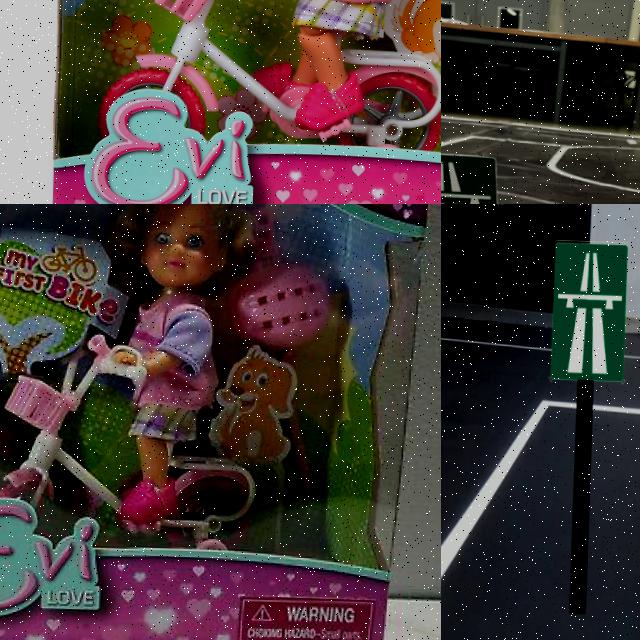 Evi
LOVE
MY
FIRST BIKE
Evi
LOVE
WARNING
CHOKING HAZARD-Small parts